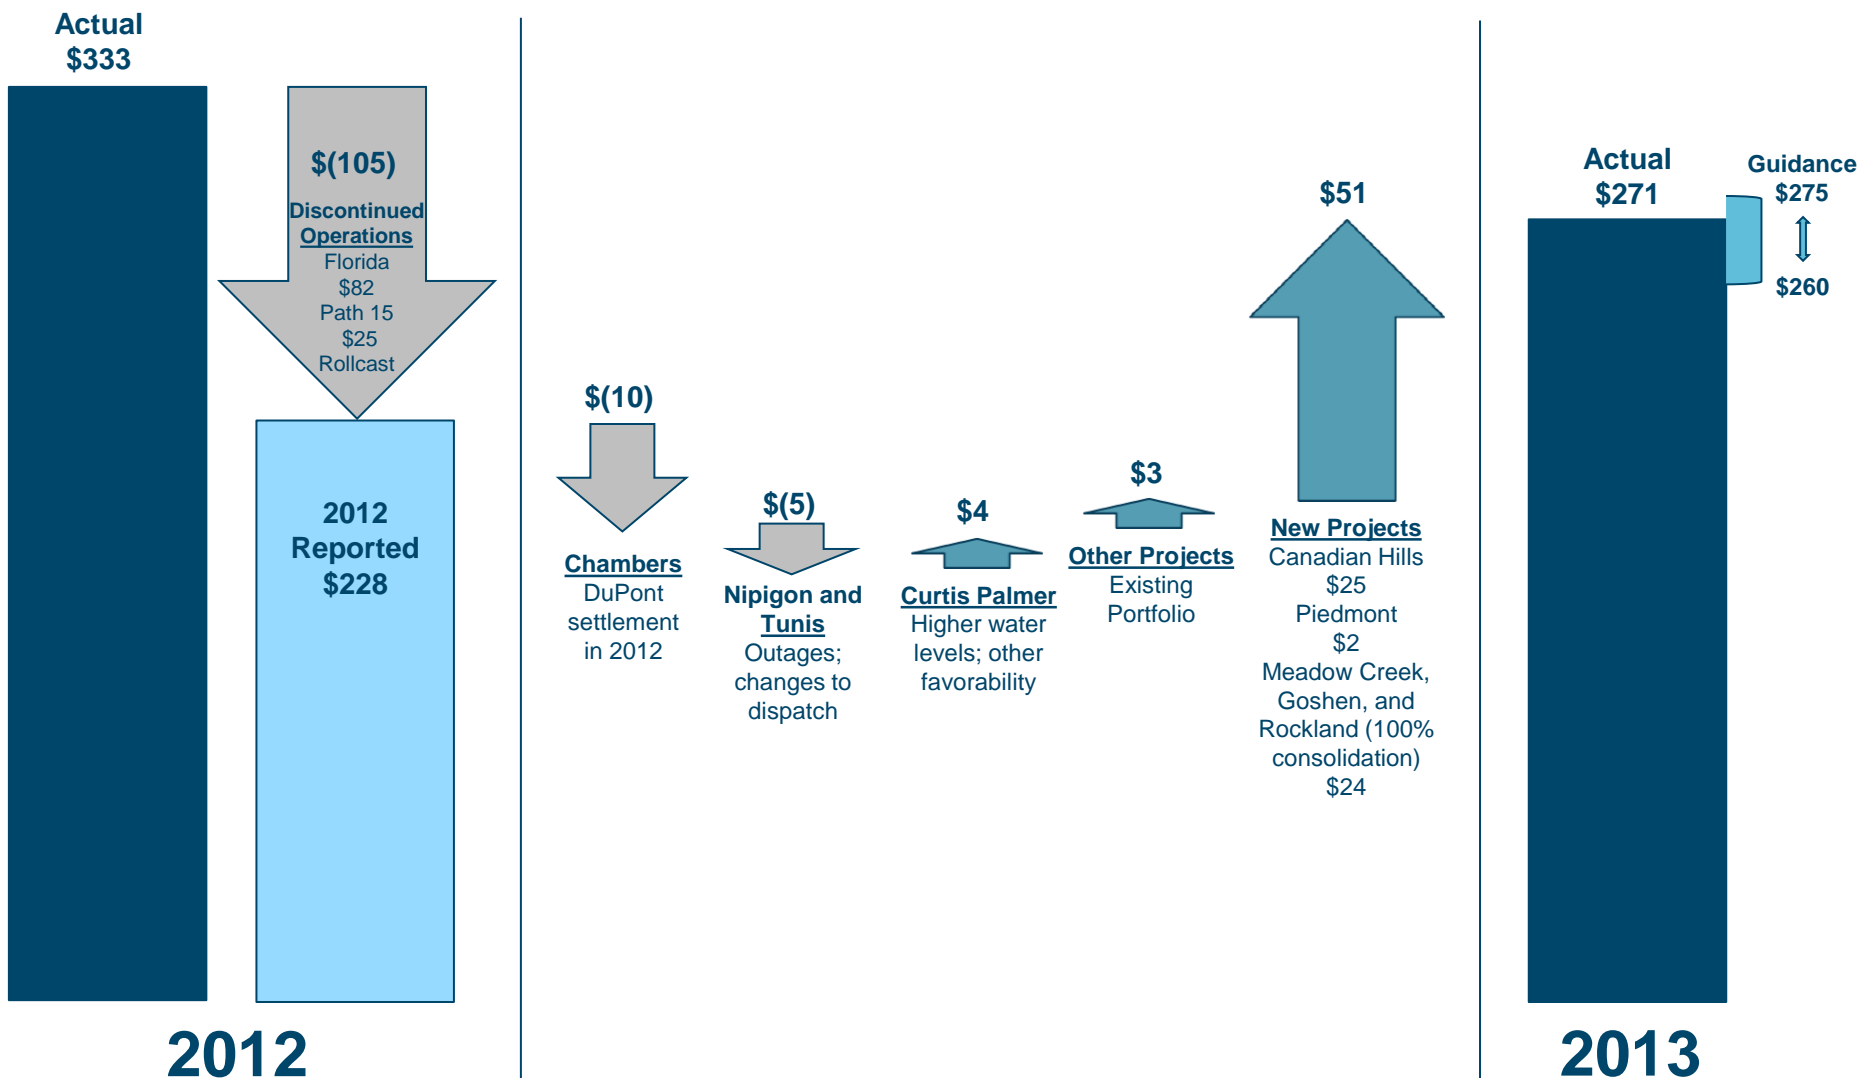 Actual
$333
$(105)
Discontinued
Operations
Florida
$82
Path 15
$25
Rollcast
2012
Reported
$228
2012
$(10)
Chambers
DuPont
settlement
in 2012
$(5)
Nipigon and
Tunis
Outages;
changes to
dispatch
$4
Curtis Palmer
Higher water
levels; other
favorability
$3
Other Projects
Existing
Portfolio
$51
New Projects
Canadian Hills
$25
Piedmont
$2
Meadow Creek,
Goshen, and
Rockland (100%
consolidation)
$24
Actual
$271
Guidance
$275
$260
2013